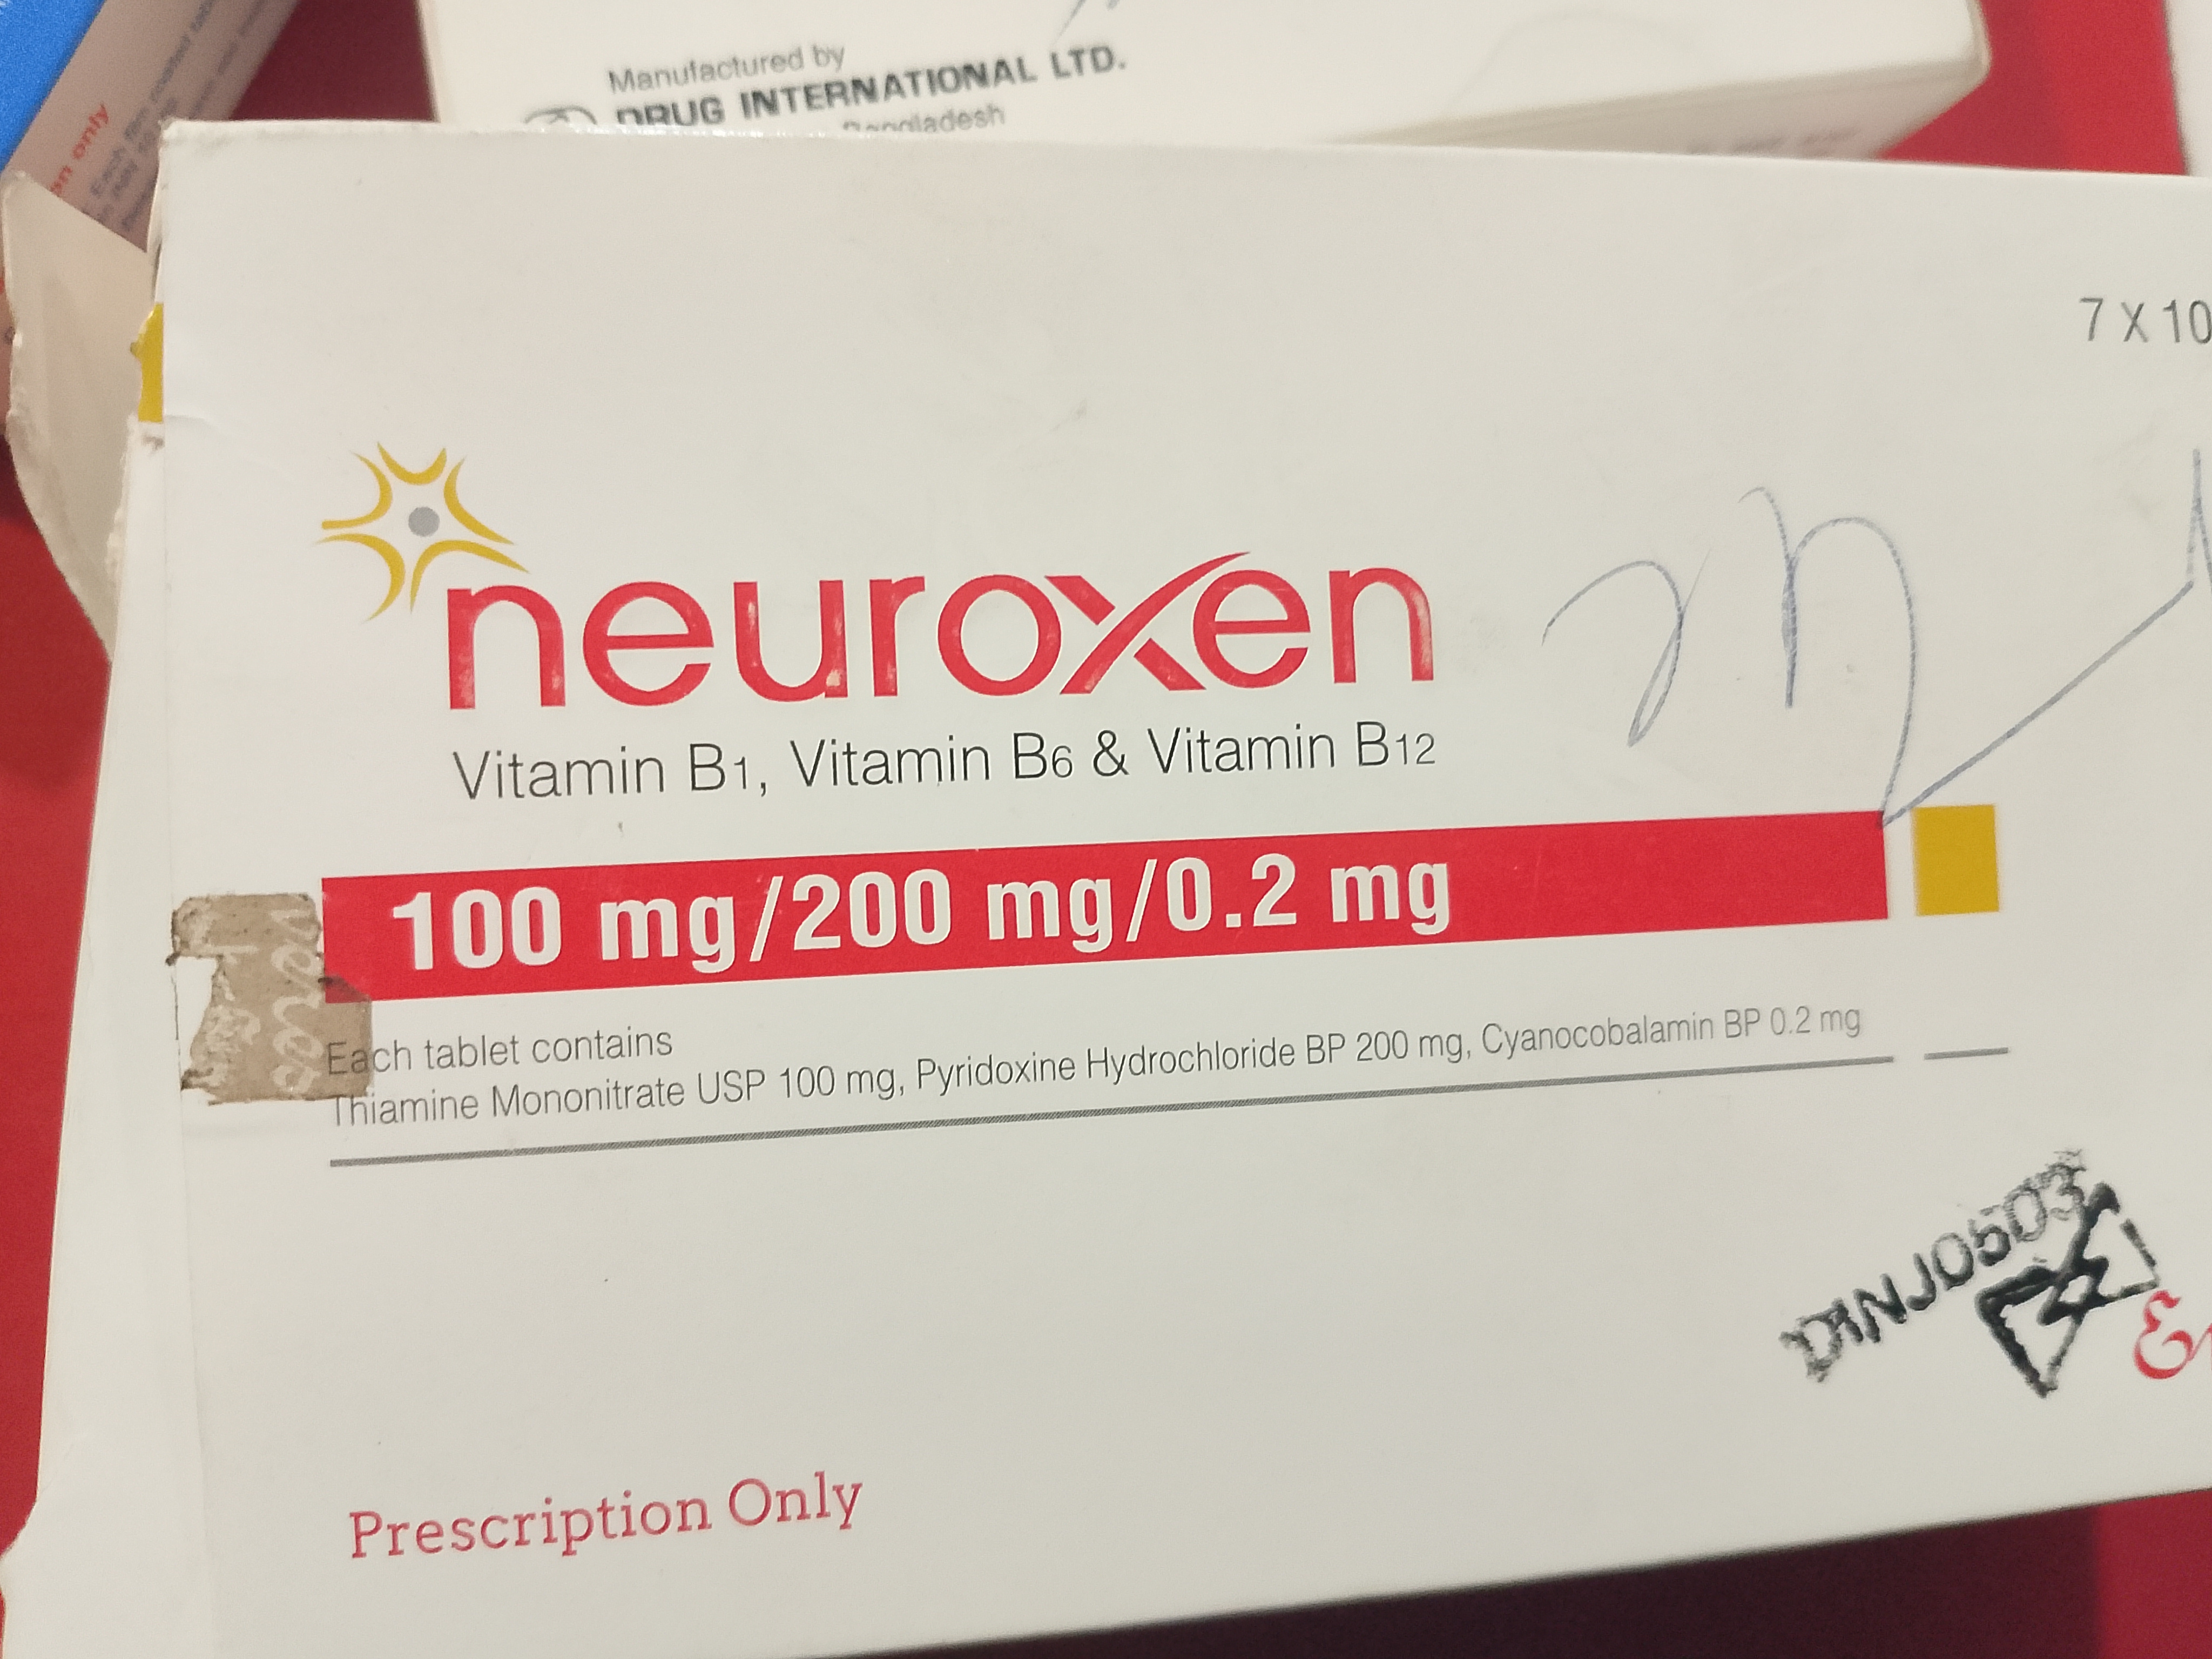 Manufactured by
DRUG INTERNATIONAL LTD.
Bangladesh
on only
7 X 10
neuroxen
Vitamin B1, Vitamin B6 & Vitamin B12
100 mg/200 mg/0.2 mg
Each tablet contains
Thiamine Mononitrate USP 100 mg, Pyridoxine Hydrochloride BP 200 mg, Cyanocobalamin BP 0.2 mg
Prescription Only